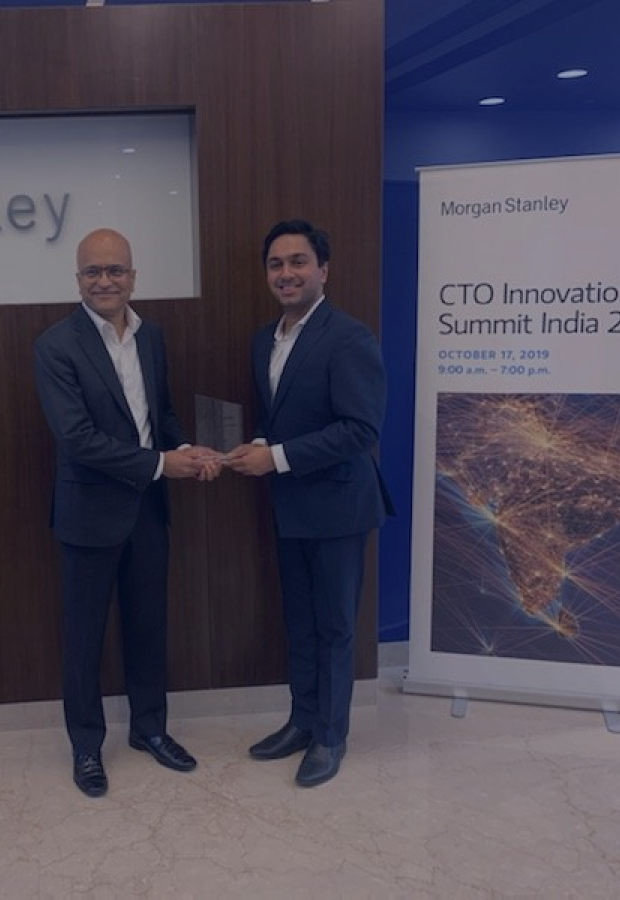 ley
Morgan Stanley
CTO Innovatio
Summit India 2
OCTOBER 17, 2019
9:00 a.m. – 7:00 p.m.